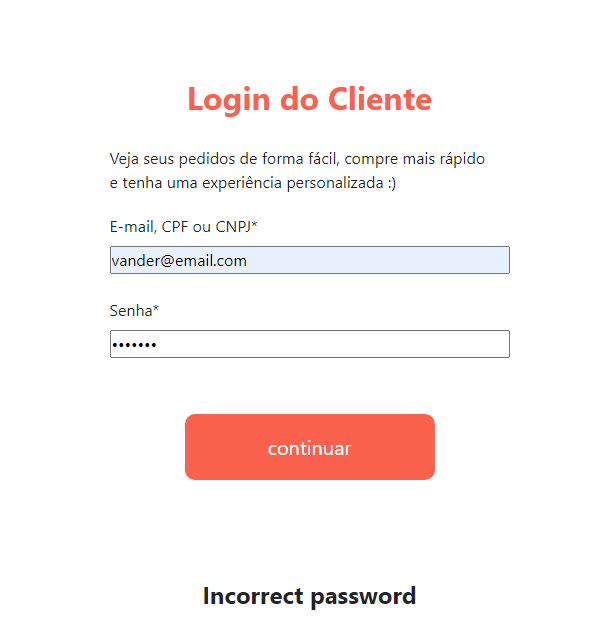 Login do Cliente
Veja seus pedidos de forma fácil, compre mais rápido
e tenha uma experiência personalizada :)
E-mail, CPF ou CNPJ*
vander@email.com
Senha*
•••••••
continuar
Incorrect password